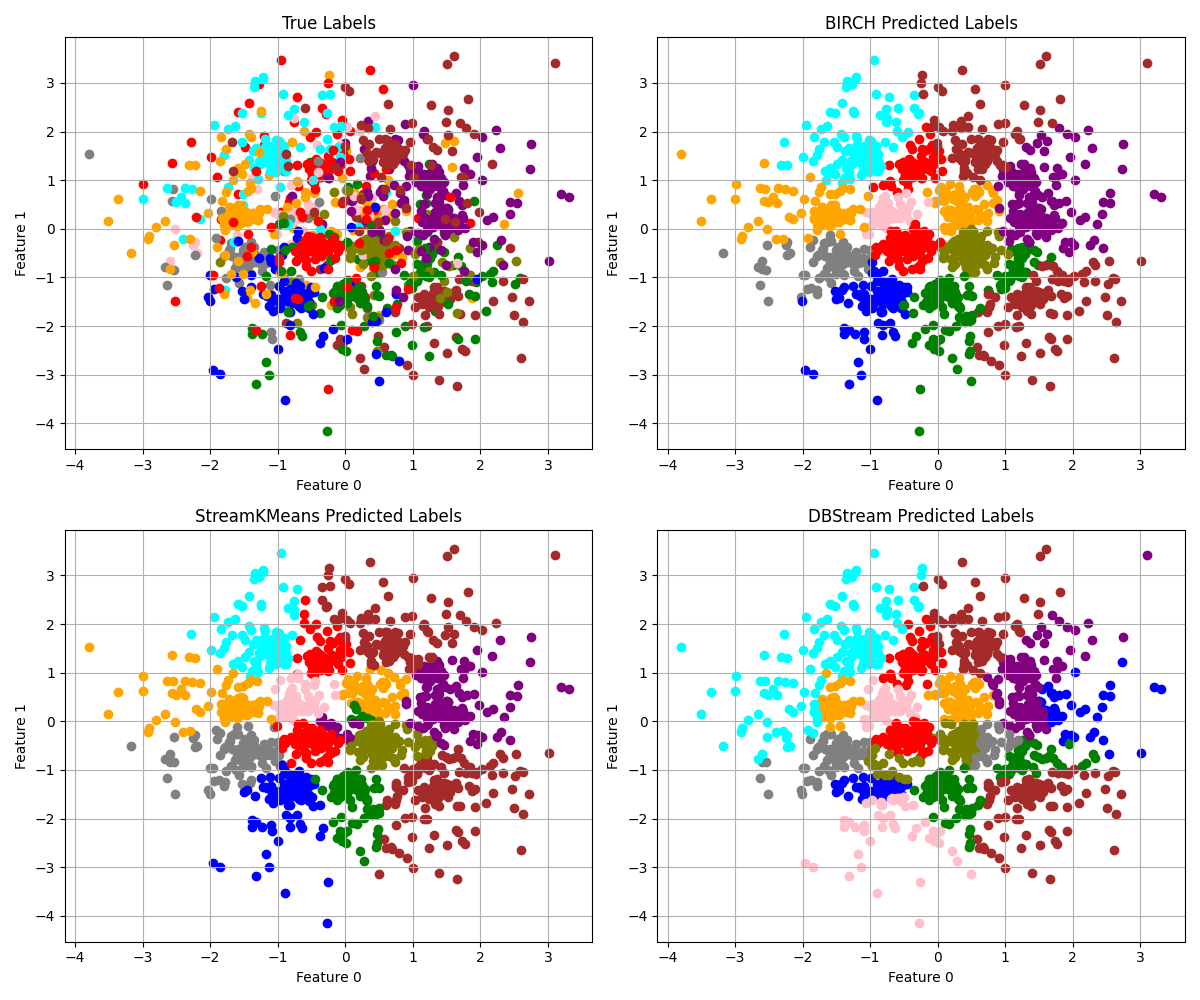 True Labels
BIRCH Predicted Labels
Feature 1
3
2
1
0
−1
−2
−3
−4
−4 −3 −2 −1 0 1 2 3
Feature 0
Feature 1
3
2
1
0
−1
−2
−3
−4
−4 −3 −2 −1 0 1 2 3
Feature 0
StreamKMeans Predicted Labels
DBStream Predicted Labels
Feature 1
3
2
1
0
−1
−2
−3
−4
−4 −3 −2 −1 0 1 2 3
Feature 0
Feature 1
3
2
1
0
−1
−2
−3
−4
−4 −3 −2 −1 0 1 2 3
Feature 0